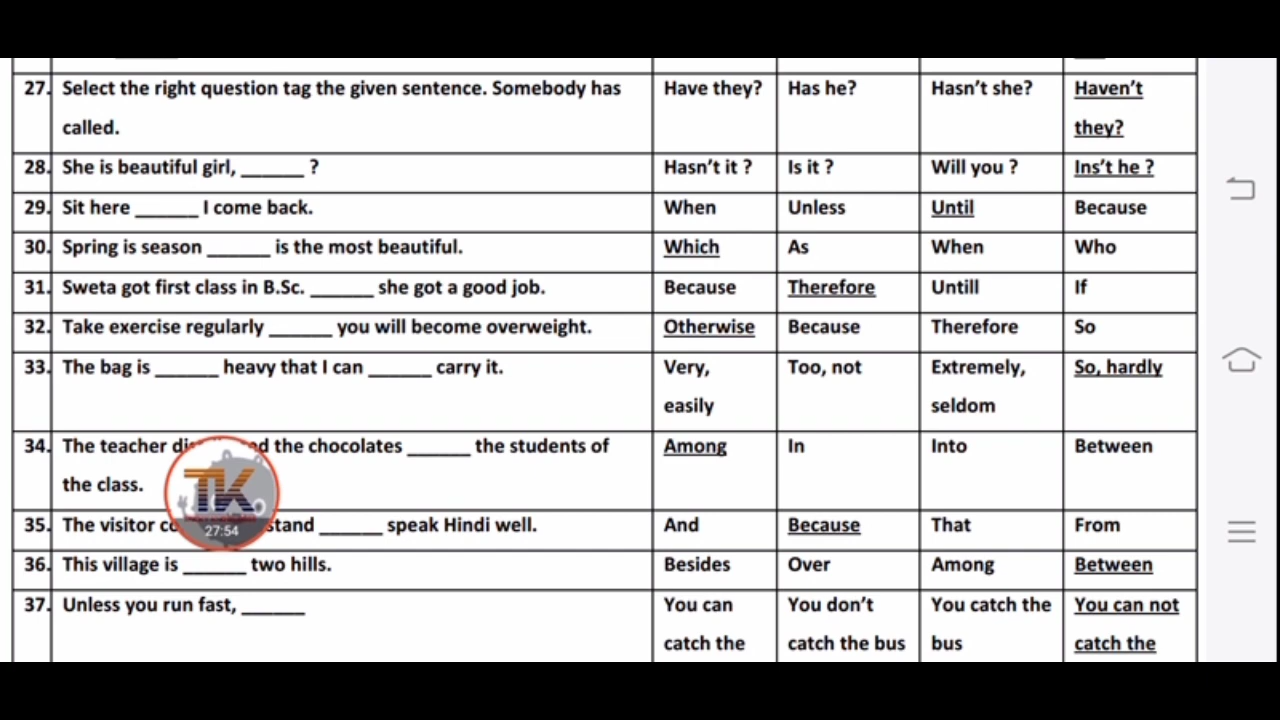 27. Select the right question tag the given sentence. Somebody has Have they? Has he? Hasn't she? Haven't
called. they?
28. She is beautiful girl, ______ ? Hasn't it ? Is it ? Will you ? Ins't he ?
29. Sit here ______ I come back. When Unless Until Because
30. Spring is season ______ is the most beautiful. Which As When Who
31. Sweta got first class in B.Sc. ______ she got a good job. Because Therefore Untill If
32. Take exercise regularly ______ you will become overweight. Otherwise Because Therefore So
33. The bag is ______ heavy that I can ______ carry it. Very, Too, not Extremely, So, hardly
easily seldom
34. The teacher the chocolates ______ the students of Among In Into Between
the class.
TK
35. The visitor ______ speak Hindi well. And Because That From
27:54
36. This village is ______ two hills. Besides Over Among Between
37. Unless you run fast, ______ You can You don't You catch the You can not
catch the catch the bus bus catch the